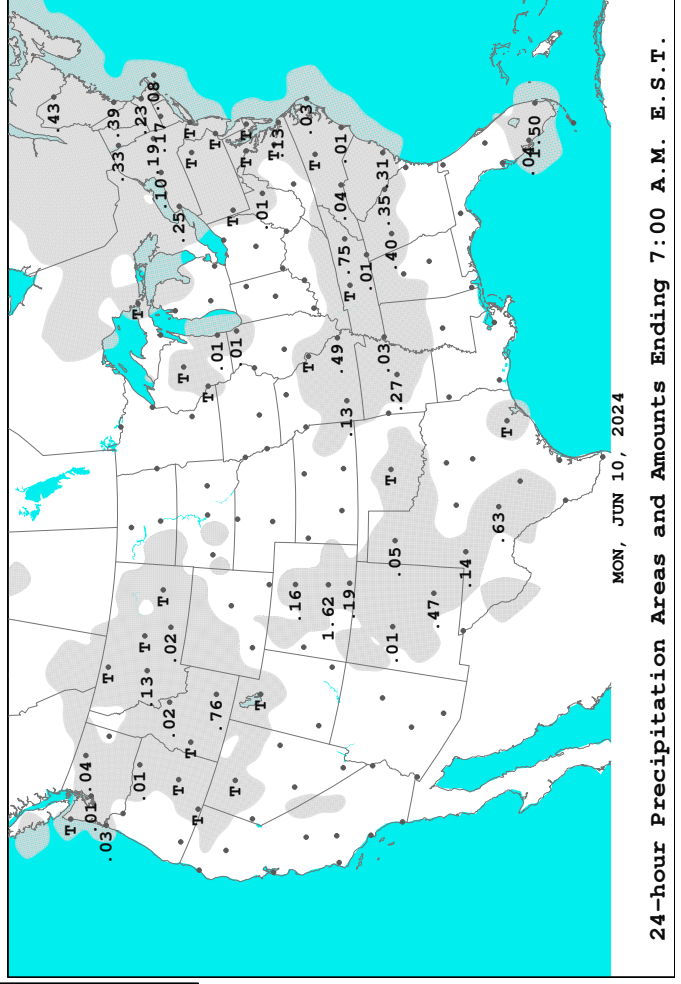 .43
T
.04
.01
.03
T
.39
.33
T
.01
.23
T
.13
.19
.08
.10
.17
T
.02
.02
.25
T
T
T
T
T
T
T
.76
T
.01
T
T
.01
T
T
T
.01
T
.13
.16
.03
T
T
1.62
.49
.04
.01
.75
.13
.19
T
.01
.03
.31
.35
T
.40
.01
.05
.27
.47
.14
.63
T
.04
1.50
MON, JUN 10, 2024
24-hour Precipitation Areas and Amounts Ending 7:00 A.M. E.S.T.